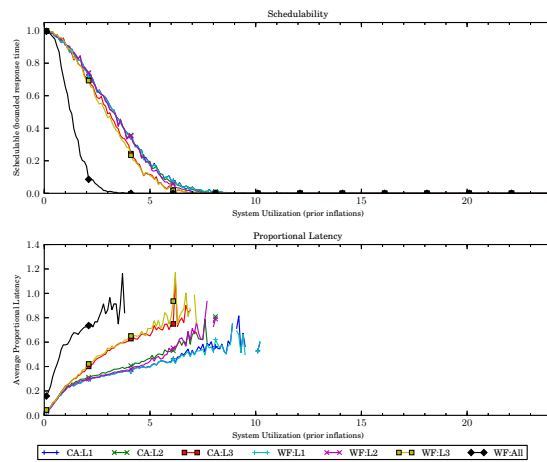 Schedulability
Schedulable (bounded response time)
1.0
0.8
0.6
0.4
0.2
0.0
0 5 10 15 20
System Utilization (prior inflations)
Proportional Latency
Average Proportional Latency
1.4
1.2
1.0
0.8
0.6
0.4
0.2
0.0
0 5 10 15 20
System Utilization (prior inflations)
CA:L1 CA:L2 CA:L3 WF:L1 WF:L2 WF:L3 WF:All